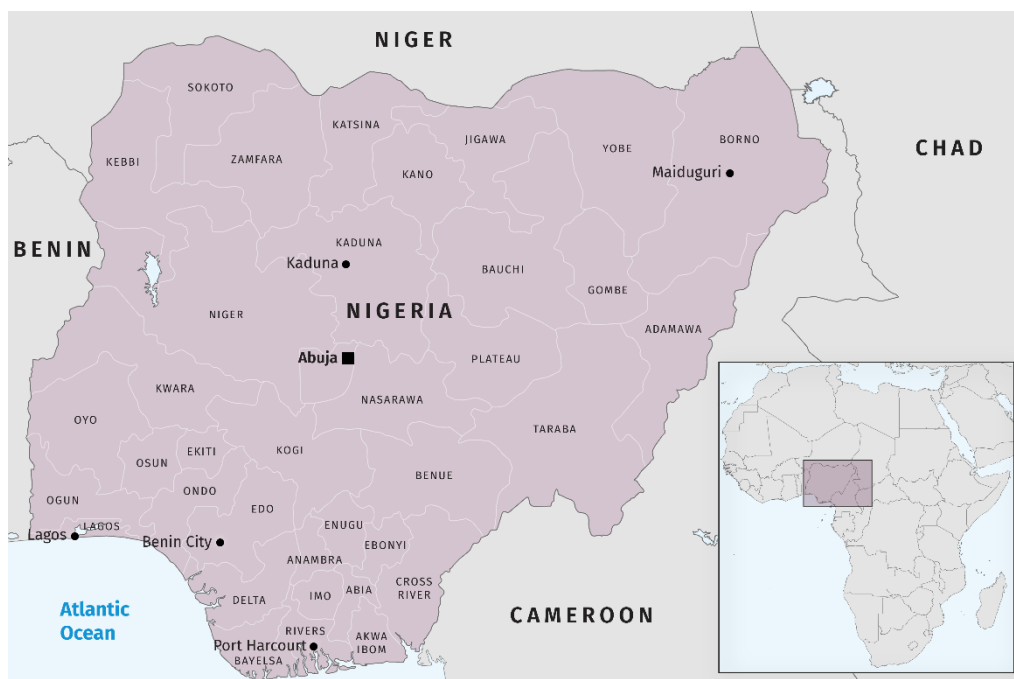 NIGER
SOKOTO
KATSINA
JIGAWA
BORNO
YOBE
CHAD
KEBBI
ZAMFARA
KANO
Maiduguri
BENIN
KADUNA
Kaduna
BAUCHI
GOMBE
NIGER
NIGERIA
ADAMAWA
Abuja
PLATEAU
KWARA
NASARAWA
OYO
TARABA
EKITI
KOGI
OSUN
BENUE
ONDO
OGUN
EDO
LAGOS
ENUGU
Lagos
Benin City
EBONYI
ANAMBRA
CROSS
RIVER
ABIA
IMO
DELTA
Atlantic
Ocean
CAMEROON
RIVERS
AKWA
IBOM
Port Harcourt
BAYELSA